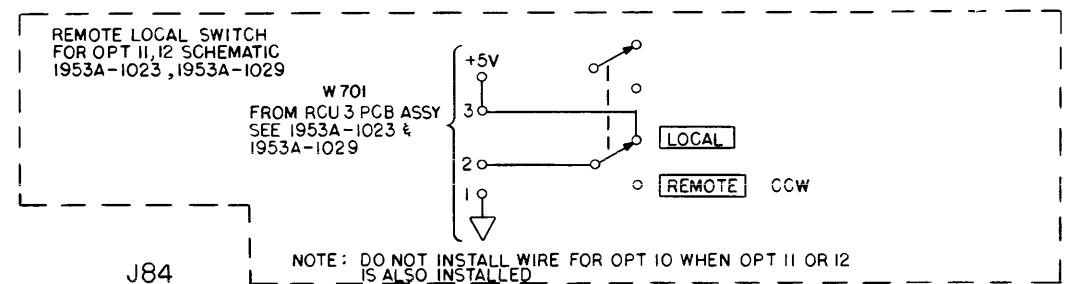 REMOTE LOCAL SWITCH
FOR OPT 11,12 SCHEMATIC
1953A-1023, 1953A-1029
W701
FROM RCU 3 PCB ASSY
SEE 1953A-1023 &
1953A-1029
+5V
3
2
1
LOCAL
REMOTE CCW
NOTE: DO NOT INSTALL WIRE FOR OPT 10 WHEN OPT 11 OR 12
IS ALSO INSTALLED
J84